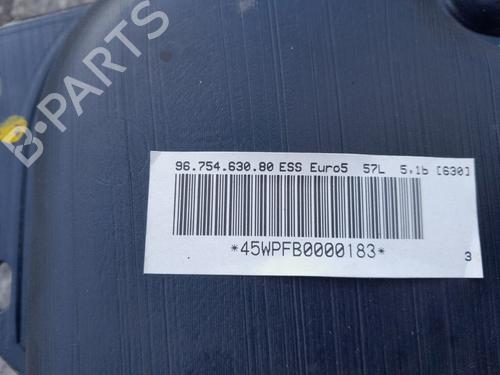 96.754.630.80 ESS Euro5 57L 5.1b [630]
*45WPFB0000183*
3
B-PARTS